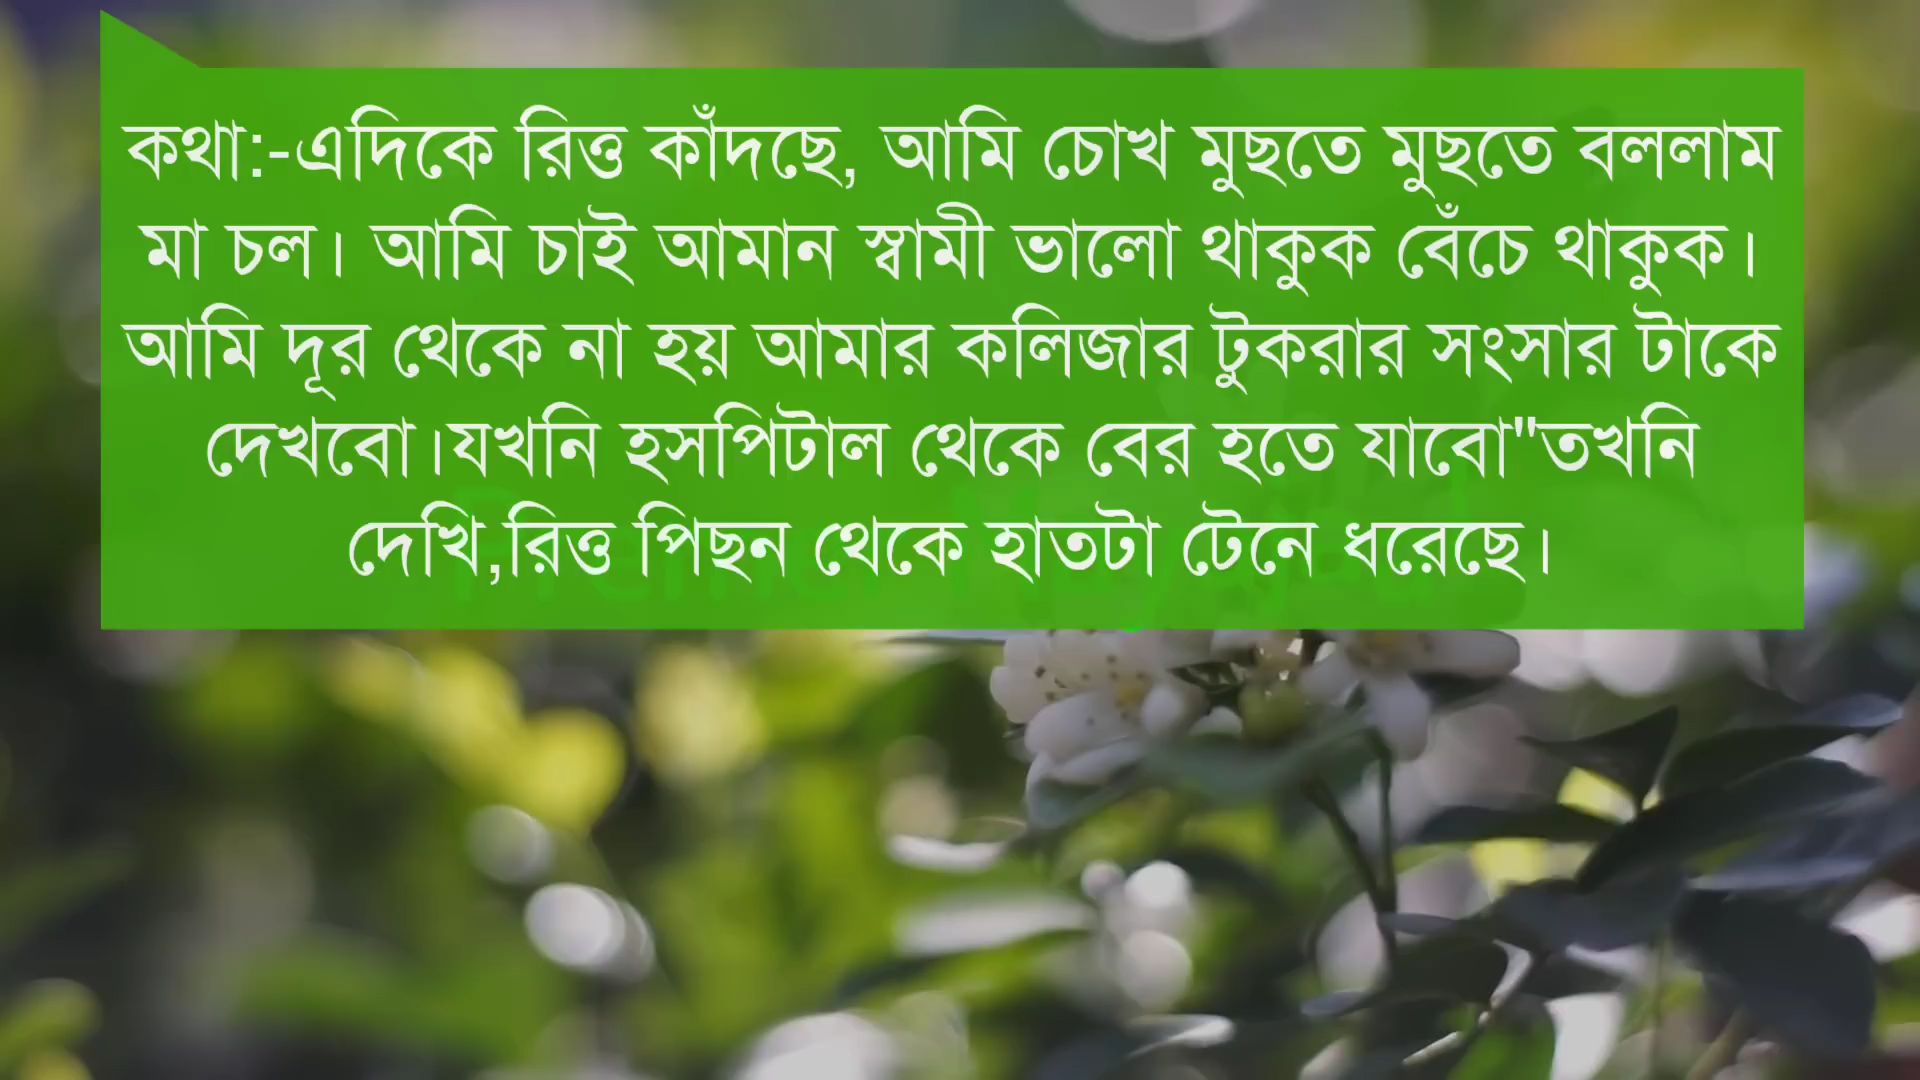 কথা:-এদিকে রিত্ত কাঁদছে, আমি চোখ মুছতে মুছতে বললাম
মা চল। আমি চাই আমান স্বামী ভালো থাকুক বেঁচে থাকুক।
আমি দূর থেকে না হয় আমার কলিজার টুকরার সংসার টাকে
দেখবো।যখনি হসপিটাল থেকে বের হতে যাবো"তখনি
দেখি,রিত্ত পিছন থেকে হাতটা টেনে ধরেছে।